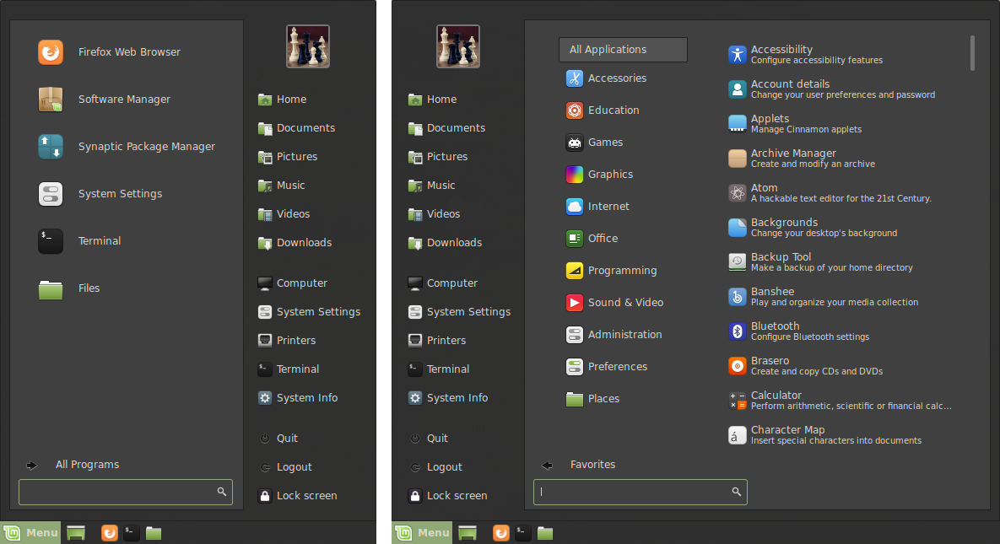 Firefox Web Browser
Software Manager
Synaptic Package Manager
System Settings
Terminal
Files
All Programs
Home
Documents
Pictures
Music
Videos
Downloads
Computer
System Settings
Printers
Terminal
System Info
Quit
Logout
Lock screen
Menu
Home
Documents
Pictures
Music
Videos
Downloads
Computer
System Settings
Printers
Terminal
System Info
Quit
Logout
Lock screen
All Applications
Accessories
Education
Games
Graphics
Internet
Office
Programming
Sound & Video
Administration
Preferences
Places
Favorites
Accessibility
Configure accessibility features
Account details
Change your user preferences and password
Applets
Manage Cinnamon applets
Archive Manager
Create and modify an archive
Atom
A hackable text editor for the 21st Century.
Backgrounds
Change your desktop's background
Backup Tool
Make a backup of your home directory
Banshee
Play and organize your media collection
Bluetooth
Configure Bluetooth settings
Brasero
Create and copy CDs and DVDs
Calculator
Perform arithmetic, scientific or financial calc...
Character Map
Insert special characters into documents
Menu